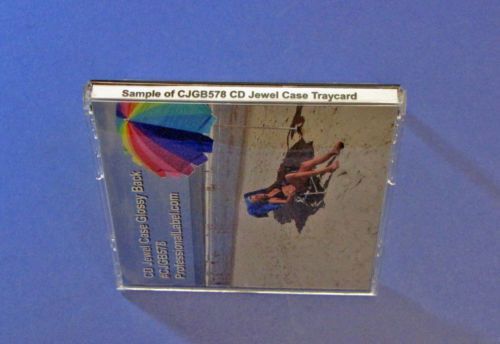 Sample of CJGB578 CD Jewel Case Traycard
CD Jewel Case Glossy Back
#CJGB578
ProfessionalLabel.com